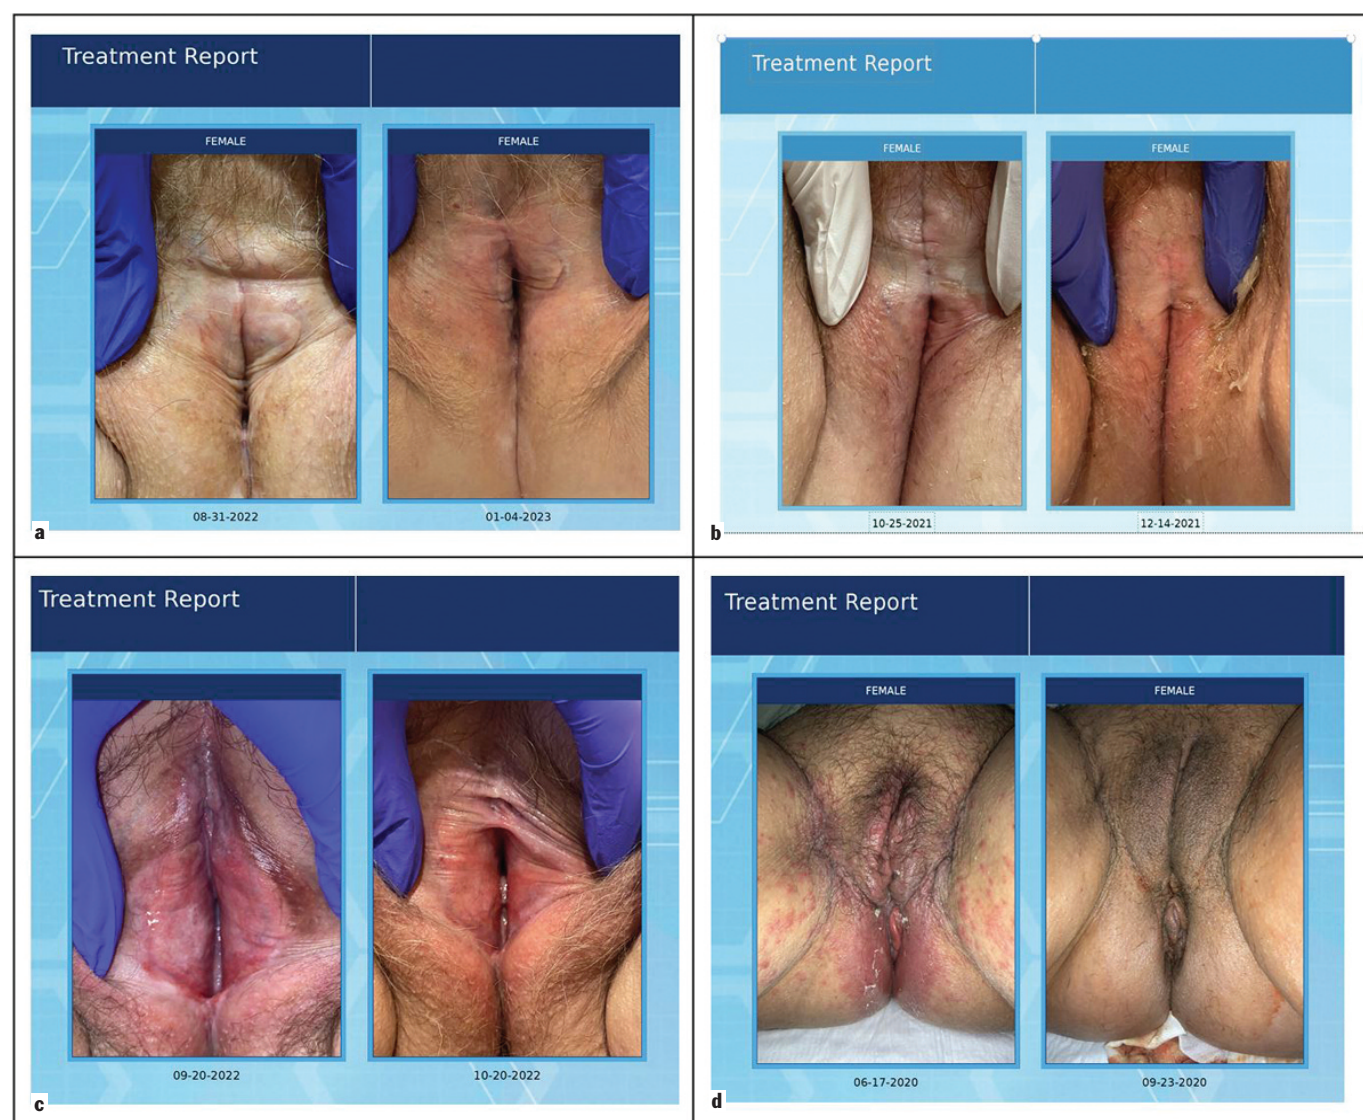 Treatment Report
FEMALE
FEMALE
08-31-2022
01-04-2023
a
Treatment Report
FEMALE
FEMALE
10-25-2021
12-14-2021
b
Treatment Report
09-20-2022
10-20-2022
c
Treatment Report
FEMALE
FEMALE
06-17-2020
09-23-2020
d